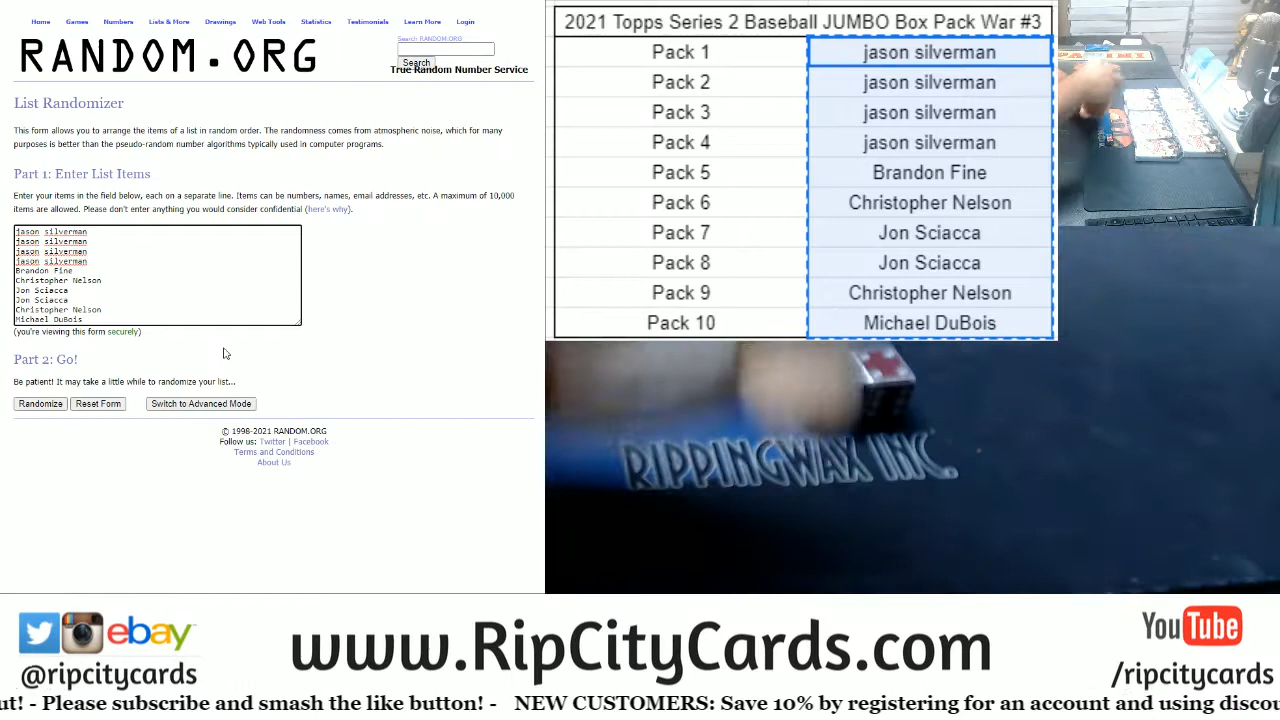 Home Games Numbers Lists & More Drawings Web Tools Statistics Testimonials Learn More Login
RANDOM.ORG
Search RANDOM.ORG
Search
True Random Number Service
List Randomizer
This form allows you to arrange the items of a list in random order. The randomness comes from atmospheric noise, which for many
purposes is better than the pseudo-random number algorithms typically used in computer programs.
Part 1: Enter List Items
Enter your items in the field below, each on a separate line. Items can be numbers, names, email addresses, etc. A maximum of 10,000
items are allowed. Please don't enter anything you would consider confidential (here's why).
jason silverman
jason silverman
jason silverman
jason silverman
Brandon Fine
Christopher Nelson
Jon Sciacca
Jon Sciacca
Christopher Nelson
Michael DuBois
(you're viewing this form securely)
Part 2: Go!
Be patient! It may take a little while to randomize your list...
Randomize Reset Form Switch to Advanced Mode
© 1998-2021 RANDOM.ORG
Follow us: Twitter | Facebook
Terms and Conditions
About Us
2021 Topps Series 2 Baseball JUMBO Box Pack War #3
Pack 1 jason silverman
Pack 2 jason silverman
Pack 3 jason silverman
Pack 4 jason silverman
Pack 5 Brandon Fine
Pack 6 Christopher Nelson
Pack 7 Jon Sciacca
Pack 8 Jon Sciacca
Pack 9 Christopher Nelson
Pack 10 Michael DuBois
RIPPINGWAX INC.
ebay
@ripcitycards
www.RipCityCards.com
YouTube
/ripcitycards
ut! - Please subscribe and smash the like button! - NEW CUSTOMERS: Save 10% by registering for an account and using discou